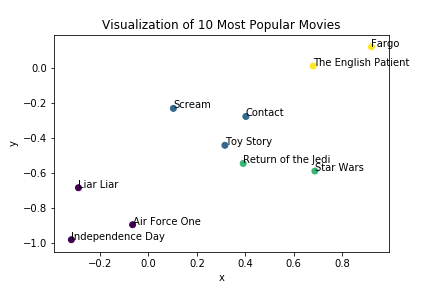 Visualization of 10 Most Popular Movies
Fargo
The English Patient
Scream
Contact
Toy Story
Return of the Jedi
Star Wars
Liar Liar
Air Force One
Independence Day
0.0
−0.2
−0.4
−0.6
−0.8
−1.0
y
−0.2 0.0 0.2 0.4 0.6 0.8
x